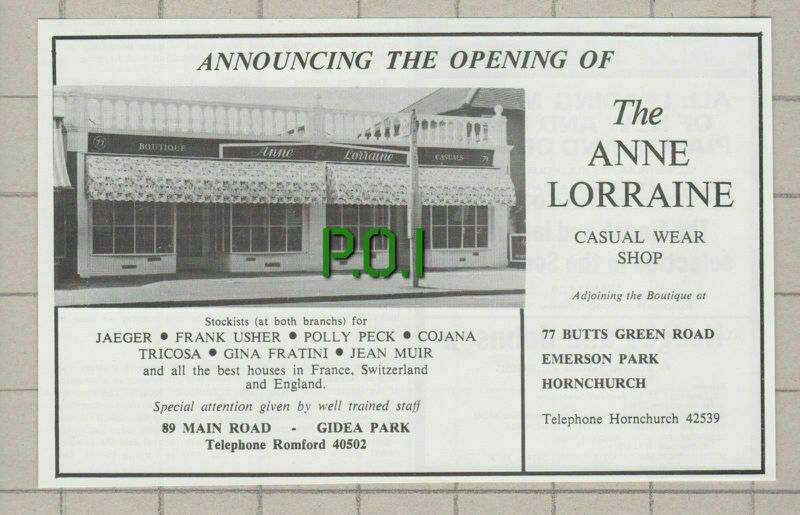 ANNOUNCING THE OPENING OF
77 BOUTIQUE Anne Lorraine CASUALS 79
P.O.I
The
ANNE
LORRAINE
CASUAL WEAR
SHOP
Adjoining the Boutique at
77 BUTTS GREEN ROAD
EMERSON PARK
HORNCHURCH
Telephone Hornchurch 42539
Stockists (at both branchs) for
JAEGER ● FRANK USHER ● POLLY PECK ● COJANA
TRICOSA ● GINA FRATINI ● JEAN MUIR
and all the best houses in France, Switzerland
and England.
Special attention given by well trained staff
89 MAIN ROAD - GIDEA PARK
Telephone Romford 40502